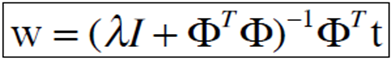 w = (λI + Φ^T Φ)^{-1} Φ^T t